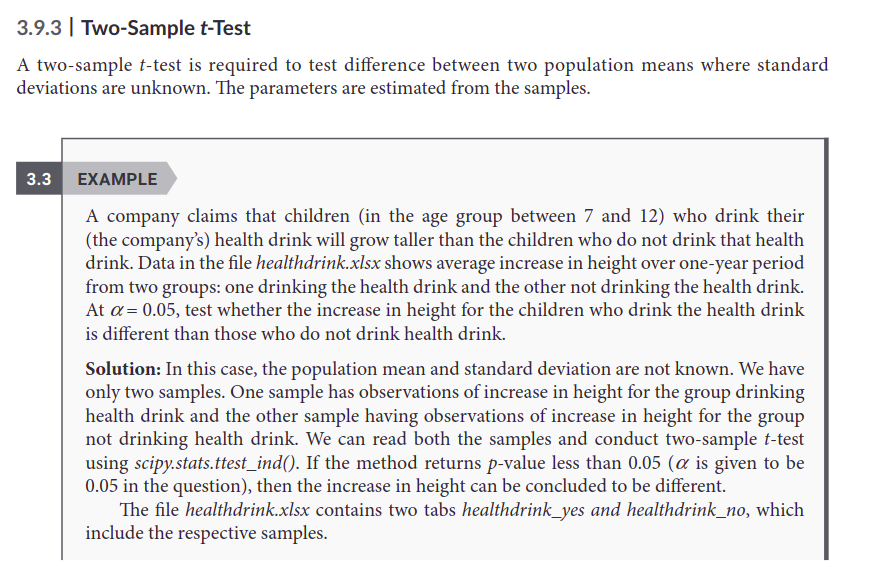 3.9.3 | Two-Sample t-Test
A two-sample t-test is required to test difference between two population means where standard
deviations are unknown. The parameters are estimated from the samples.
3.3 EXAMPLE
A company claims that children (in the age group between 7 and 12) who drink their
(the company’s) health drink will grow taller than the children who do not drink that health
drink. Data in the file healthdrink.xlsx shows average increase in height over one-year period
from two groups: one drinking the health drink and the other not drinking the health drink.
At α = 0.05, test whether the increase in height for the children who drink the health drink
is different than those who do not drink health drink.
Solution: In this case, the population mean and standard deviation are not known. We have
only two samples. One sample has observations of increase in height for the group drinking
health drink and the other sample having observations of increase in height for the group
not drinking health drink. We can read both the samples and conduct two-sample t-test
using scipy.stats.ttest_ind(). If the method returns p-value less than 0.05 (α is given to be
0.05 in the question), then the increase in height can be concluded to be different.
The file healthdrink.xlsx contains two tabs healthdrink_yes and healthdrink_no, which
include the respective samples.